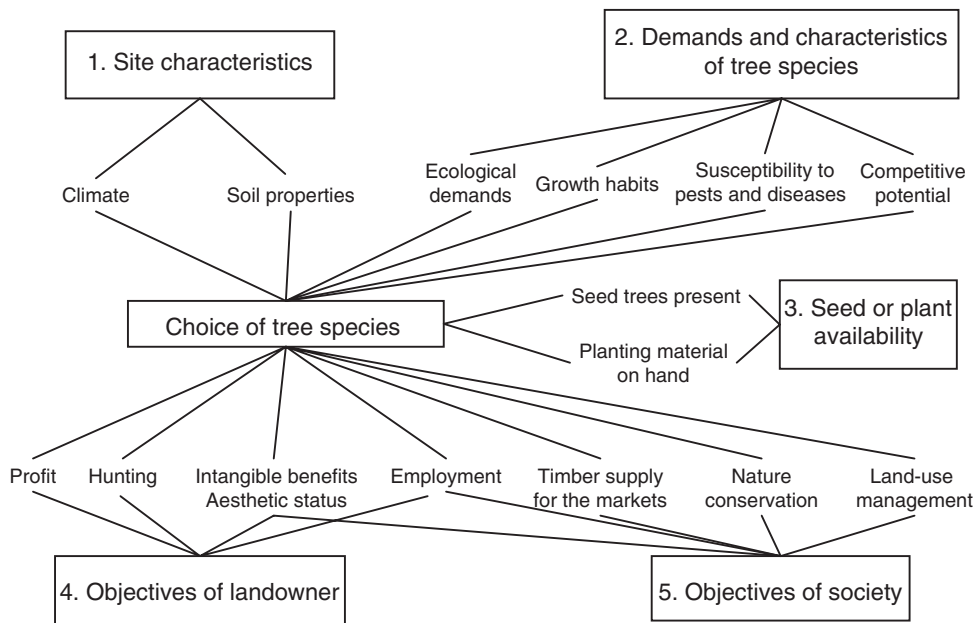 1. Site characteristics
2. Demands and characteristics
of tree species
Climate
Soil properties
Ecological
demands
Growth habits
Susceptibility to
pests and diseases
Competitive
potential
Choice of tree species
Seed trees present
Planting material
on hand
3. Seed or plant
availability
Profit
Hunting
Intangible benefits
Aesthetic status
Employment
Timber supply
for the markets
Nature
conservation
Land-use
management
4. Objectives of landowner
5. Objectives of society